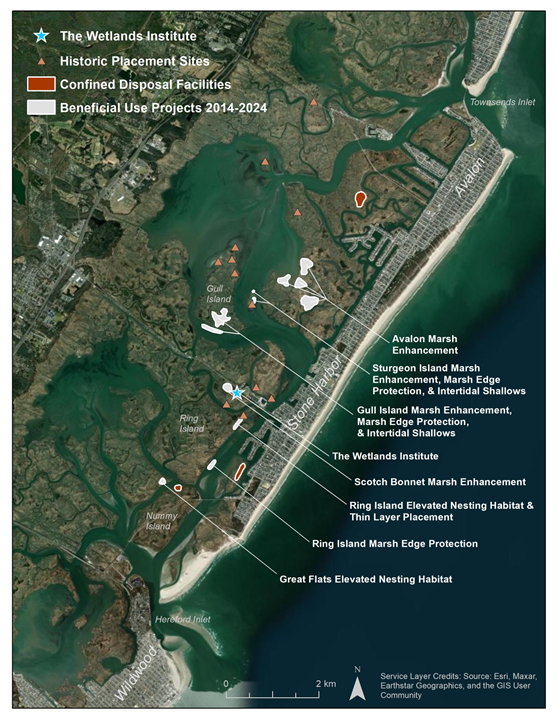 The Wetlands Institute
Historic Placement Sites
Confined Disposal Facilities
Beneficial Use Projects 2014-2024
Townsends Inlet
Avalon
Gull
Island
Avalon Marsh
Enhancement
Sturgeon Island Marsh
Enhancement, Marsh Edge
Protection, & Intertidal Shallows
Gull Island Marsh Enhancement,
Marsh Edge Protection,
& Intertidal Shallows
Stone Harbor
Ring
Island
The Wetlands Institute
Scotch Bonnet Marsh Enhancement
Ring Island Elevated Nesting Habitat &
Thin Layer Placement
Nummy
Island
Ring Island Marsh Edge Protection
Great Flats Elevated Nesting Habitat
Hereford Inlet
Wildwood
0 2 km
N
Service Layer Credits: Source: Esri, Maxar,
Earthstar Geographics, and the GIS User
Community